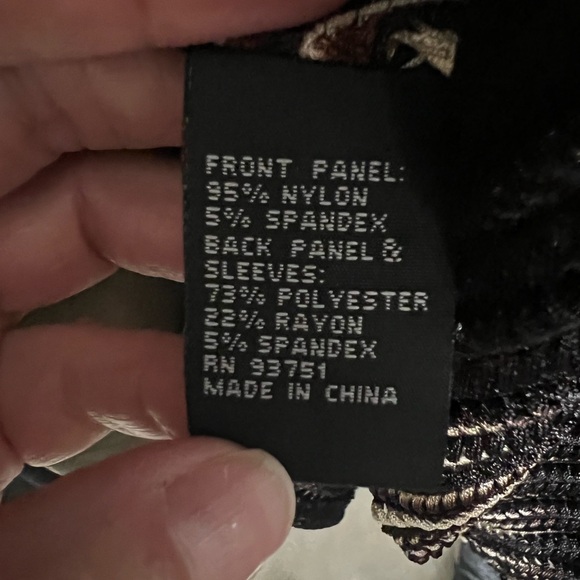 FRONT PANEL:
95% NYLON
5% SPANDEX
BACK PANEL &
SLEEVES:
73% POLYESTER
22% RAYON
5% SPANDEX
RN 93751
MADE IN CHINA